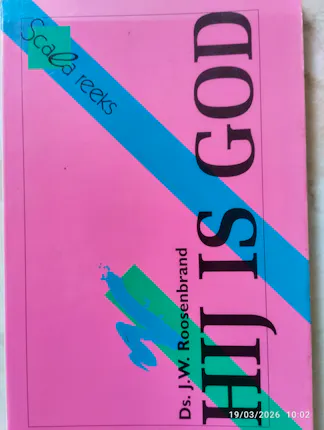 Scala reeks
Ds. J.W. Roosenbrand
HIJ IS GOD
19/03/2026 10:02